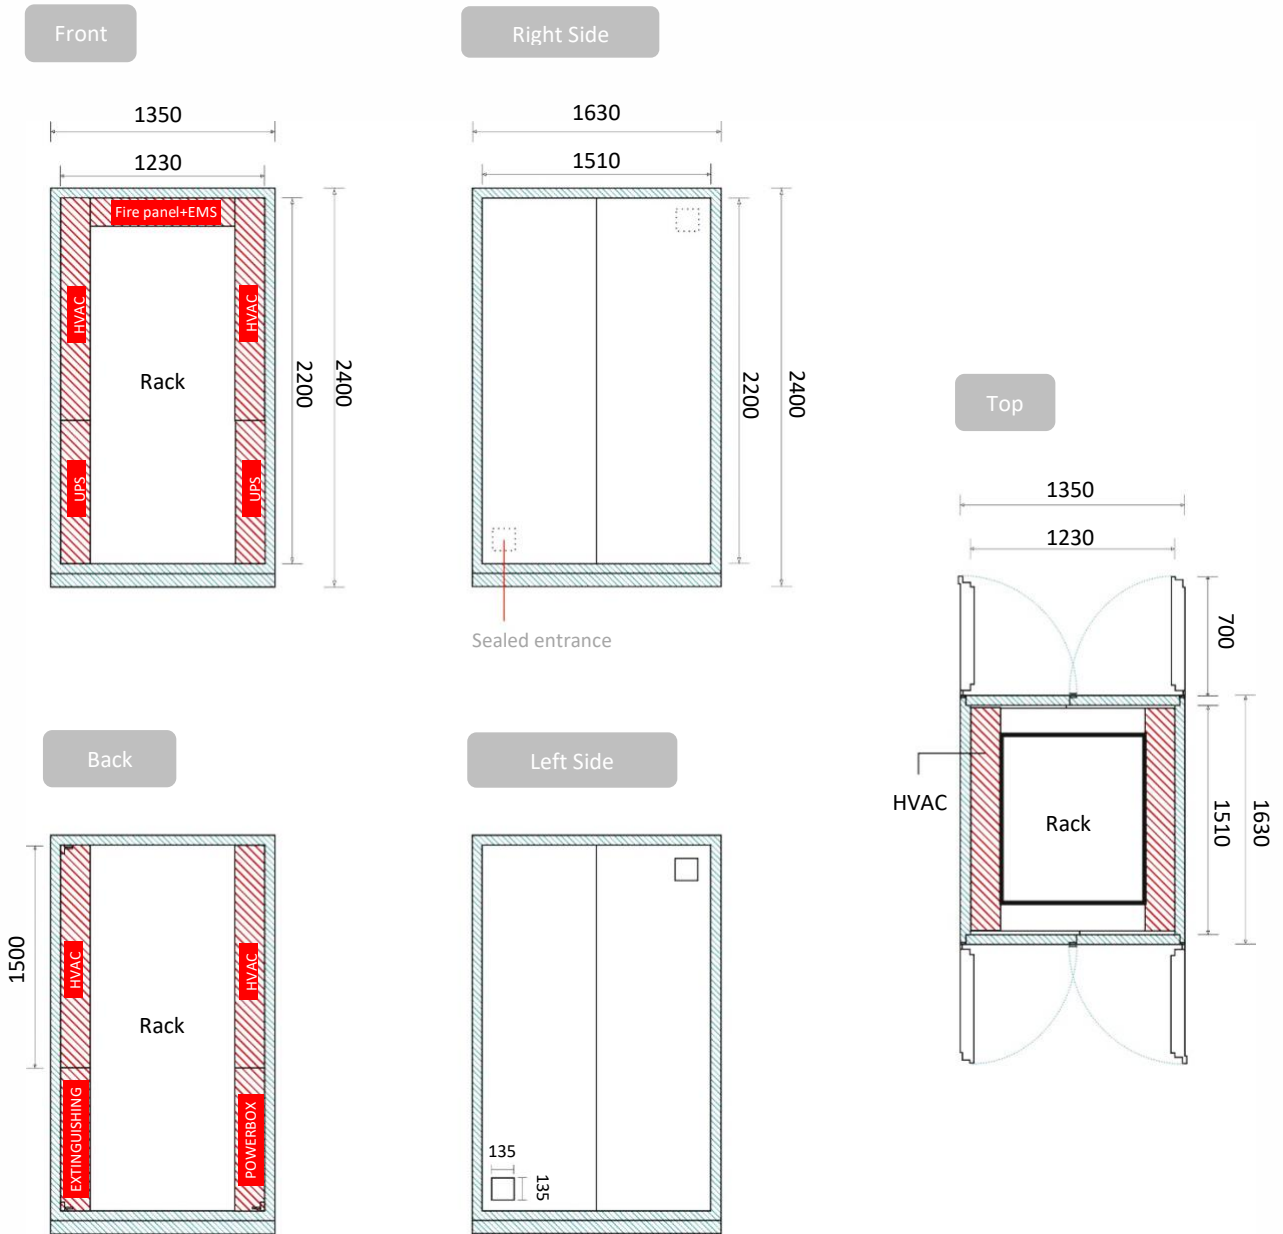 Front
1350
1230
Fire panel+EMS
HVAC
HVAC
Rack
UPS
UPS
2200
2400
Right Side
1630
1510
2200
2400
Sealed entrance
Top
1350
1230
700
HVAC
Rack
1510
1630
Back
1500
HVAC
HVAC
Rack
EXTINGUISHING
POWERBOX
Left Side
135
135